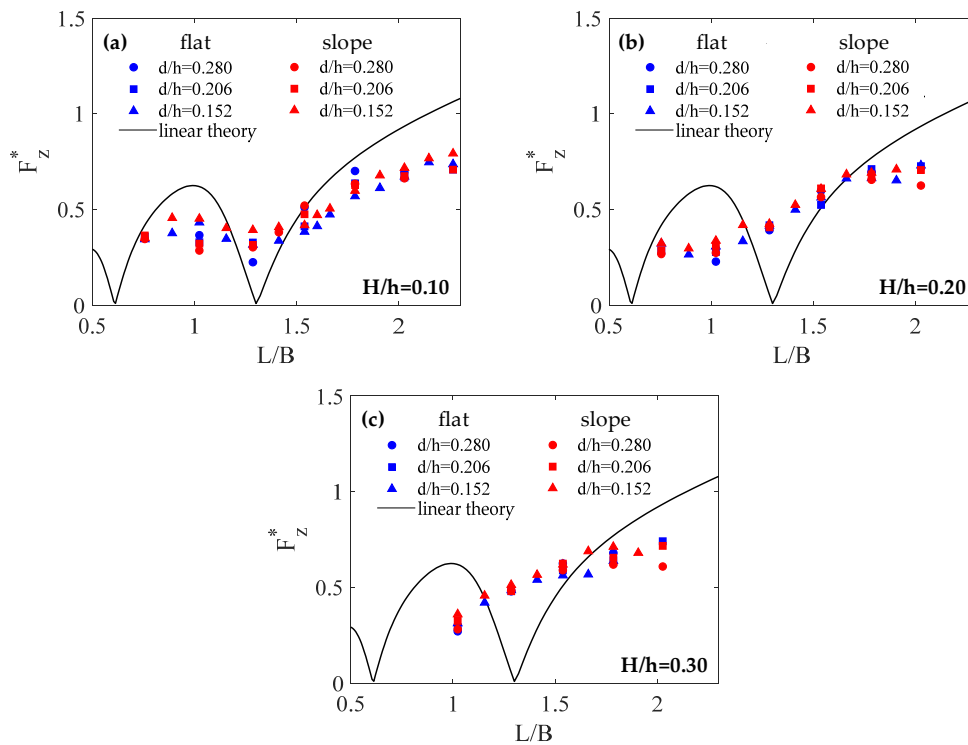 (a) flat slope
d/h=0.280 d/h=0.280
d/h=0.206 d/h=0.206
d/h=0.152 d/h=0.152
linear theory
H/h=0.10
F*z
1.5
1
0.5
0
0.5 1 1.5 2
L/B
(b) flat slope
d/h=0.280 d/h=0.280
d/h=0.206 d/h=0.206
d/h=0.152 d/h=0.152
linear theory
H/h=0.20
F*z
1.5
1
0.5
0
0.5 1 1.5 2
L/B
(c) flat slope
d/h=0.280 d/h=0.280
d/h=0.206 d/h=0.206
d/h=0.152 d/h=0.152
linear theory
H/h=0.30
F*z
1.5
1
0.5
0
0.5 1 1.5 2
L/B